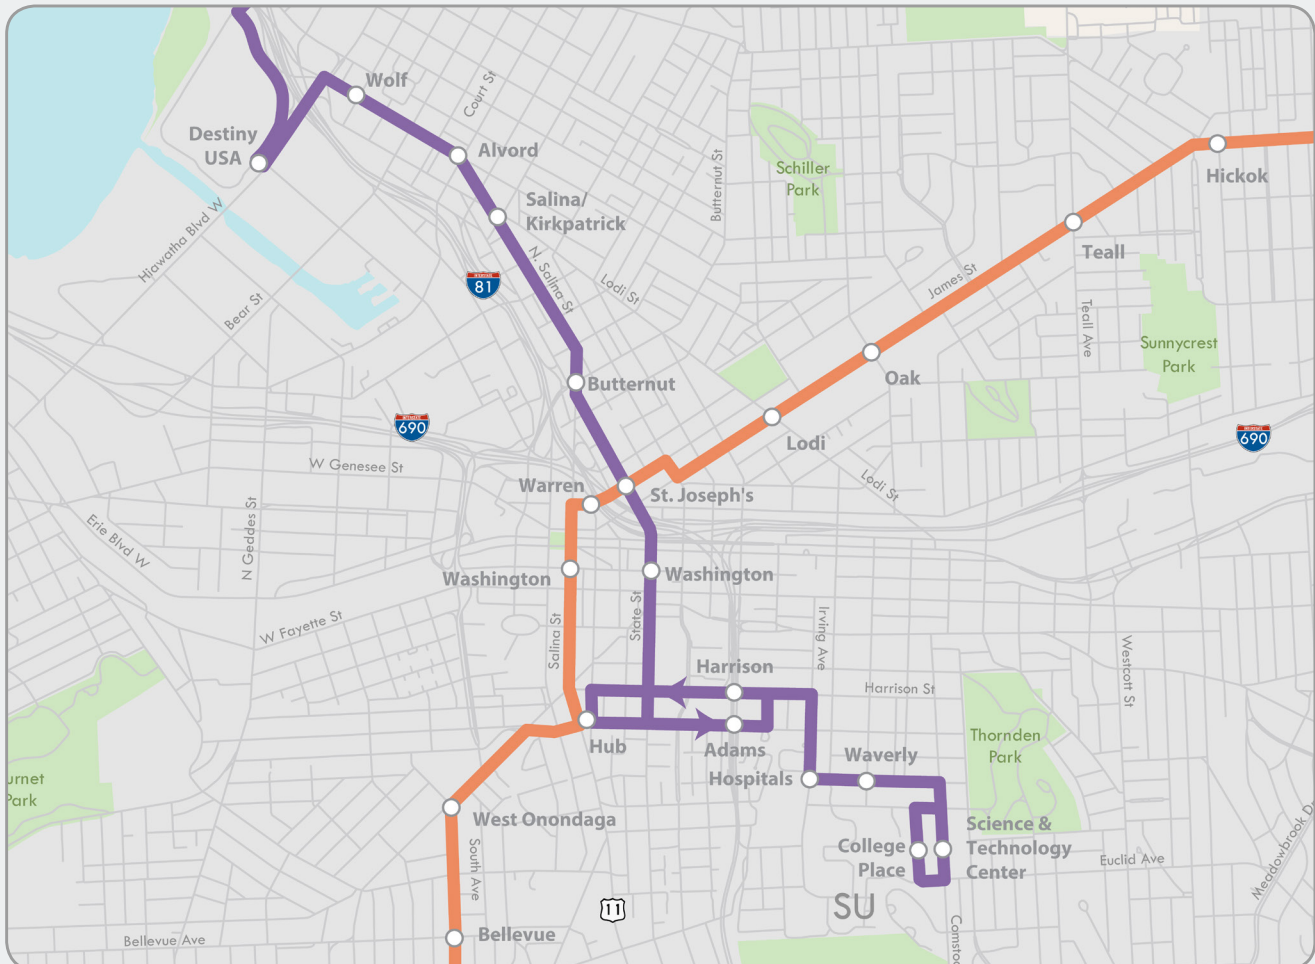 Wolf
Court St
Destiny
USA
Alvord
Salina/
Kirkpatrick
Butternut St
Schiller
Park
Hickok
Teall
Hiawatha Blvd W
81
N. Salina St
Lodi St
James St
Bear St
Teall Ave
Sunnycrest
Park
Butternut
Oak
690
690
Lodi
W Genesee St
Warren
St. Joseph's
Lodi St
N Geddes St
Erie Blvd W
Washington
Washington
W Fayette St
Salina St
State St
Irving Ave
Westcott St
Harrison
Harrison St
Hub
Adams
Thornden
Park
Waverly
Hospitals
urnet
Park
West Onondaga
Science &
Technology
Center
College
Place
South Ave
Euclid Ave
Meadowbrook D
SU
11
Comstoc
Bellevue
Bellevue Ave